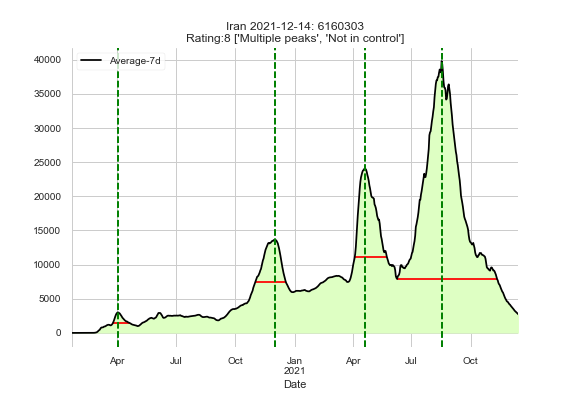 Iran 2021-12-14: 6160303
Rating:8 ['Multiple peaks', 'Not in control']
Average-7d
40000
35000
30000
25000
20000
15000
10000
5000
0
Apr Jul Oct Jan Apr Jul Oct
2021
Date